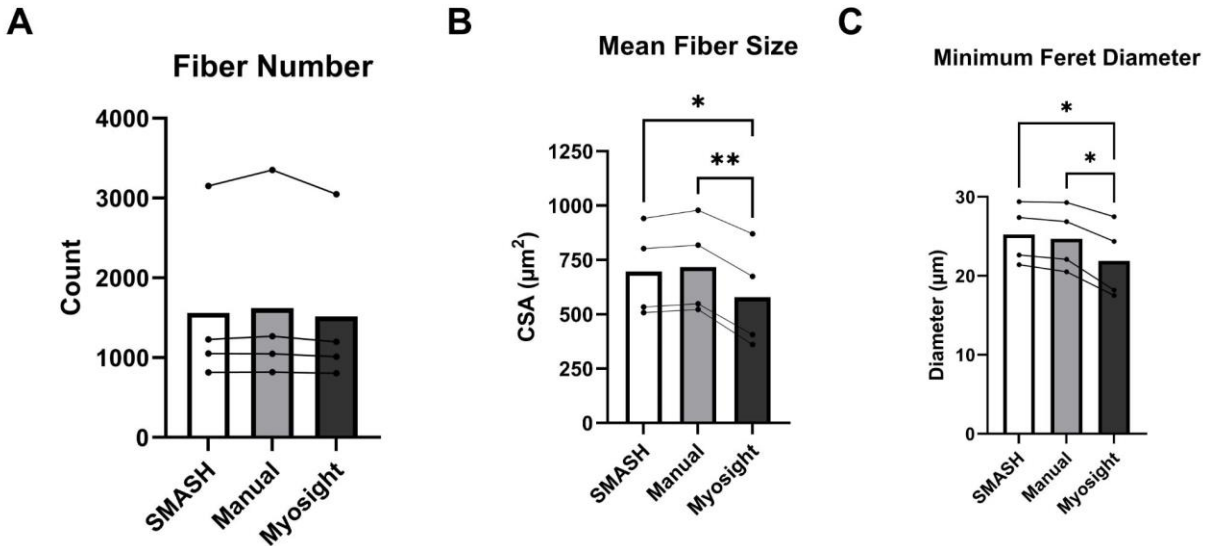 A
Fiber Number
Count
4000
3000
2000
1000
0
SMASH
Manual
Myosight
B
Mean Fiber Size
*
**
CSA (µm²)
1250
1000
750
500
250
0
SMASH
Manual
Myosight
C
Minimum Feret Diameter
*
*
Diameter (µm)
30
20
10
0
SMASH
Manual
Myosight